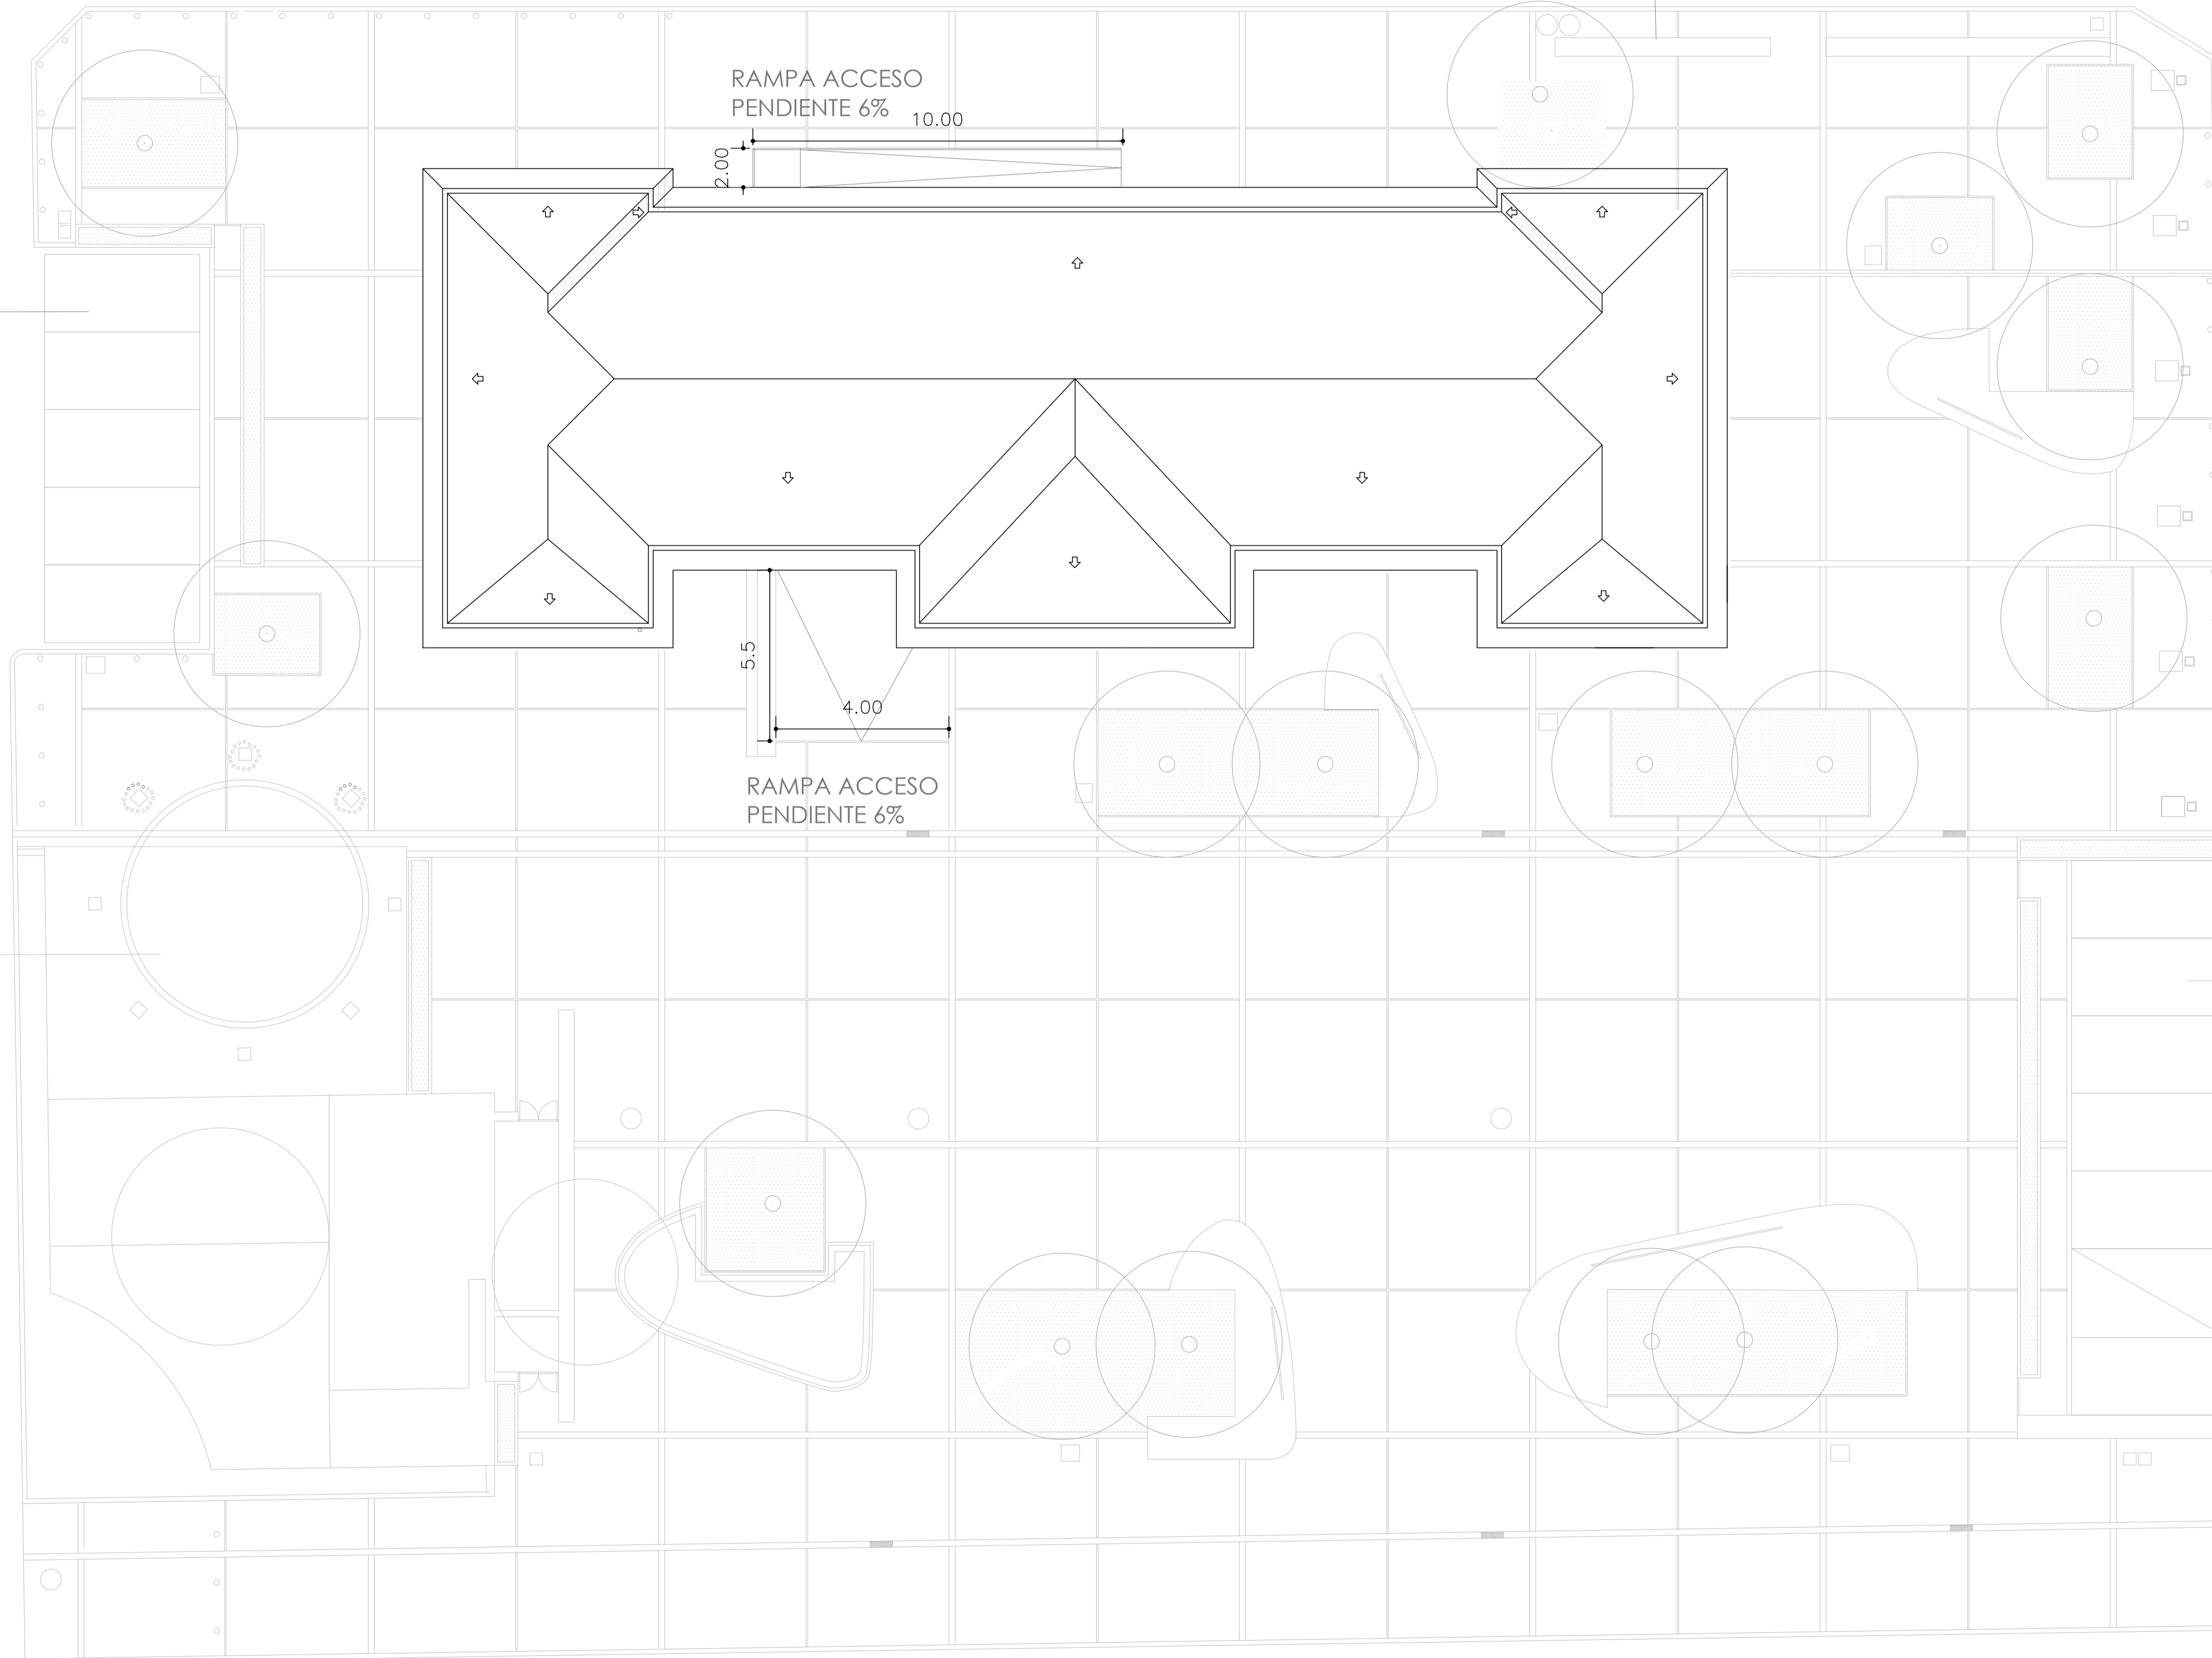 RAMPA ACCESO
PENDIENTE 6%
10.00
2.00
5.5
4.00
RAMPA ACCESO
PENDIENTE 6%